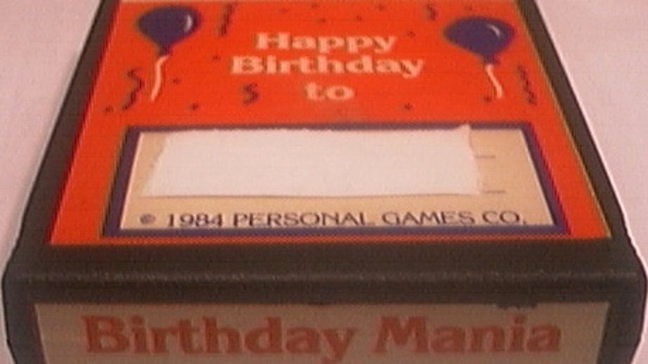 Happy
Birthday
to
© 1984 PERSONAL GAMES CO.
Birthday Mania